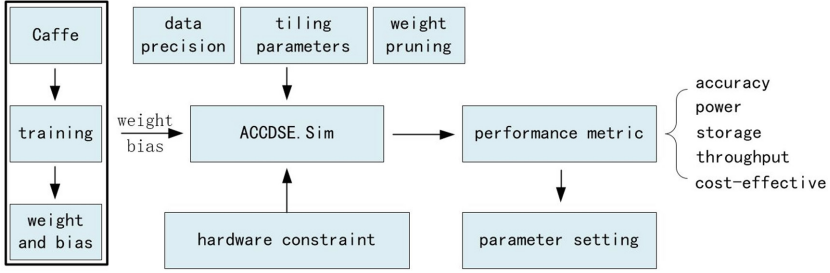 Caffe
training
weight
and bias
weight
bias
data
precision
tiling
parameters
weight
pruning
ACCDSE.Sim
hardware constraint
performance metric
parameter setting
accuracy
power
storage
throughput
cost-effective